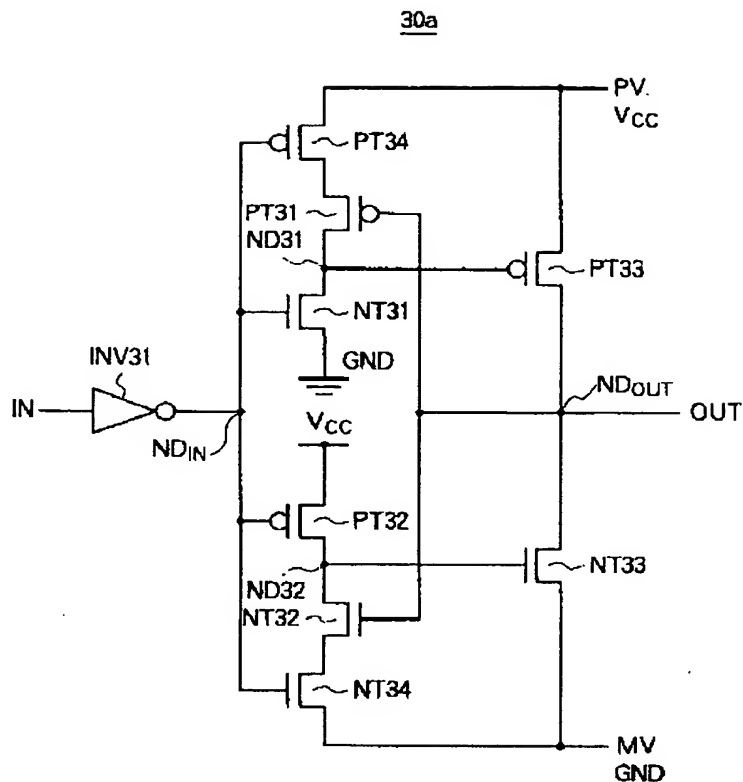 30a
PV.
VCC
PT34
PT31
ND31
PT33
NT31
INV31
GND
NDOUT
IN
OUT
VCC
NDIN
PT32
ND32
NT33
NT32
NT34
MV
GND